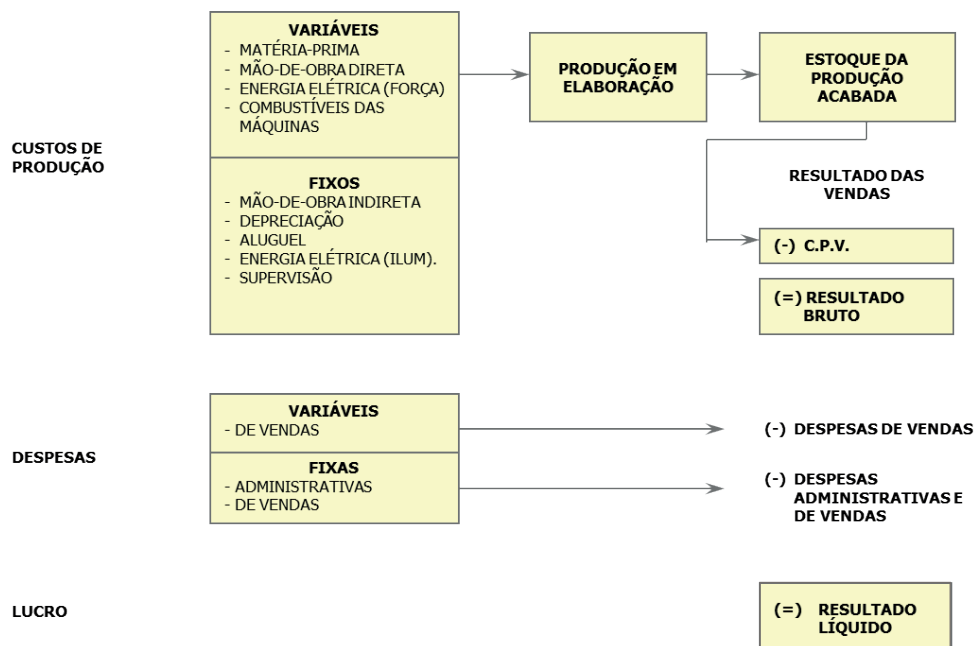 CUSTOS DE
PRODUÇÃO
VARIÁVEIS
- MATÉRIA-PRIMA
- MÃO-DE-OBRA DIRETA
- ENERGIA ELÉTRICA (FORÇA)
- COMBUSTÍVEIS DAS
MÁQUINAS
FIXOS
- MÃO-DE-OBRA INDIRETA
- DEPRECIAÇÃO
- ALUGUEL
- ENERGIA ELÉTRICA (ILUM).
- SUPERVISÃO
PRODUÇÃO EM
ELABORAÇÃO
ESTOQUE DA
PRODUÇÃO
ACABADA
RESULTADO DAS
VENDAS
(-) C.P.V.
(=) RESULTADO
BRUTO
DESPESAS
VARIÁVEIS
- DE VENDAS
FIXAS
- ADMINISTRATIVAS
- DE VENDAS
(-) DESPESAS DE VENDAS
(-) DESPESAS
ADMINISTRATIVAS E
DE VENDAS
LUCRO
(=) RESULTADO
LÍQUIDO